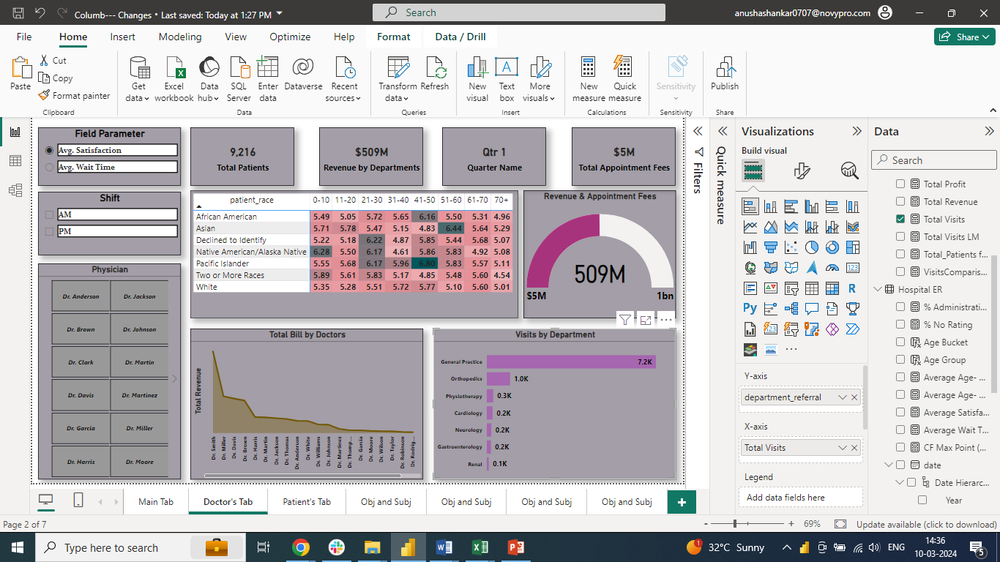 Columb--- Changes • Last saved: Today at 1:27 PM
Search
anushashankar0707@novypro.com
File
Home
Insert
Modeling
View
Optimize
Help
Format
Data / Drill
Share
Paste
Cut
Copy
Format painter
Clipboard
Get data
Excel workbook
Data hub
SQL Server
Enter data
Dataverse
Recent sources
Data
Transform data
Refresh
Queries
New visual
Text box
More visuals
Insert
New measure
Quick measure
Calculations
Sensitivity
Sensitivity
Publish
Share
Field Parameter
Avg. Satisfaction
Avg. Wait Time
9,216
Total Patients
$509M
Revenue by Departments
Qtr 1
Quarter Name
$5M
Total Appointment Fees
Shift
AM
PM
patient_race 0-10 11-20 21-30 31-40 41-50 51-60 61-70 70+
African American 5.49 5.05 5.72 5.65 6.16 5.50 5.31 4.96
Asian 5.71 5.78 5.47 5.15 4.83 6.44 5.64 5.29
Declined to Identify 5.22 5.18 6.22 4.87 5.85 5.44 5.68 5.07
Native American/Alaska Native 6.28 5.50 6.17 4.61 5.86 5.83 4.92 5.08
Pacific Islander 5.55 5.68 6.17 5.96 6.80 5.83 5.57 5.11
Two or More Races 5.89 5.61 5.83 5.17 4.85 5.48 5.60 4.54
White 5.35 5.28 5.51 5.72 5.77 5.10 5.60 5.01
Revenue & Appointment Fees
509M
$5M
1bn
Physician
Dr. Anderson
Dr. Jackson
Dr. Brown
Dr. Johnson
Dr. Clark
Dr. Martin
Dr. Davis
Dr. Martinez
Dr. Garcia
Dr. Miller
Dr. Harris
Dr. Moore
Total Bill by Doctors
Total Revenue
Dr. Smith
Dr. Miller
Dr. Davis
Dr. Brown
Dr. Harris
Dr. Martin
Dr. Jackson
Dr. Thomas
Dr. Anderson
Dr. White
Dr. Williams
Dr. Johnson
Dr. Martinez
Dr. Thomp...
Dr. Garcia
Dr. Moore
Dr. Wilson
Dr. Taylor
Dr. Robinson
Dr. Rodrig...
Visits by Department
General Practice 7.2K
Orthopedics 1.0K
Physiotherapy 0.3K
Cardiology 0.2K
Neurology 0.2K
Gastroenterology 0.2K
Renal 0.1K
Filters
Quick measure
Visualizations
Build visual
123
R
Py
123
Y-axis
department_referral
X-axis
Total Visits
Legend
Add data fields here
Data
Search
Total Profit
Total Revenue
Total Visits
Total Visits LM
Total_Patients f...
VisitsComparis...
Hospital ER
% Administrati...
% No Rating
Age Bucket
Age Group
Average Age- ...
Average Age- ...
Average Satisfa...
Average Wait T...
CF Max Point (...
date
Date Hierarc...
Year
Main Tab
Doctor's Tab
Patient's Tab
Obj and Subj
Obj and Subj
Obj and Subj
Obj and Subj
Page 2 of 7
69%
Update available (click to download)
Type here to search
1
32°C Sunny
ENG
14:36
10-03-2024
5